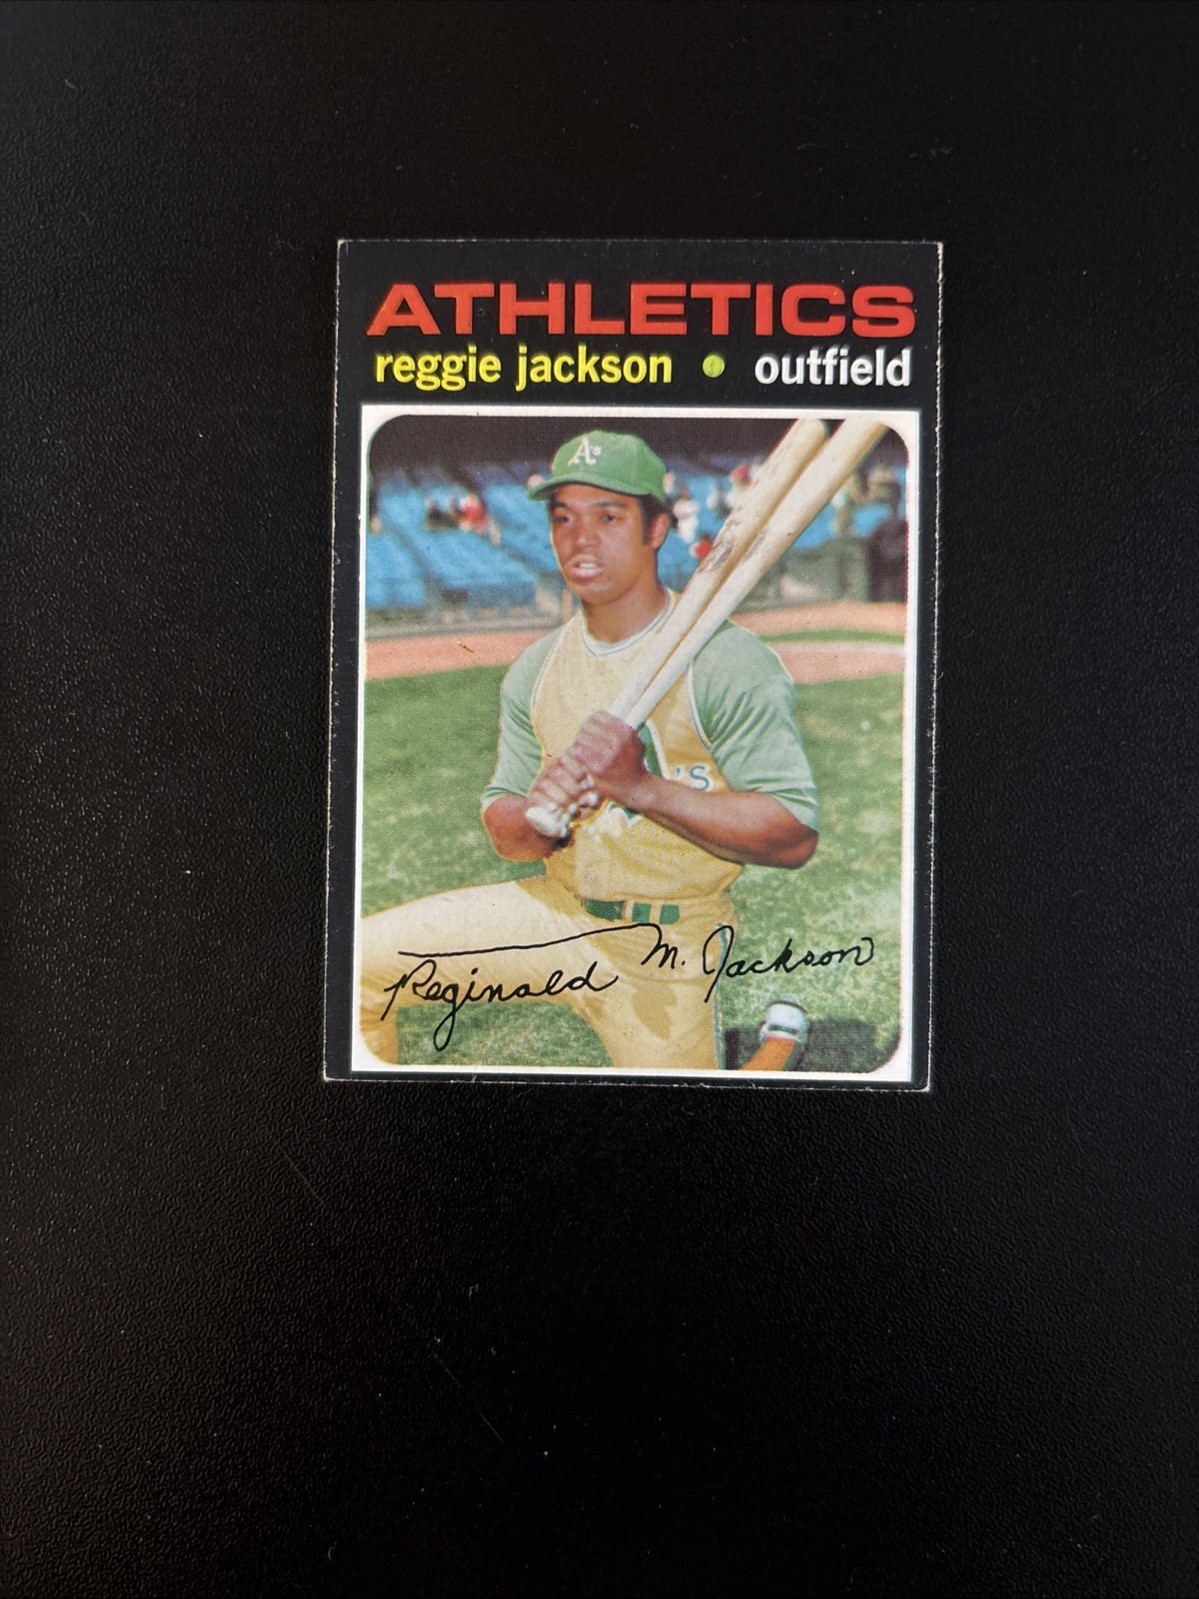 ATHLETICS
reggie jackson • outfield
A's
's
Reginald M. Jackson